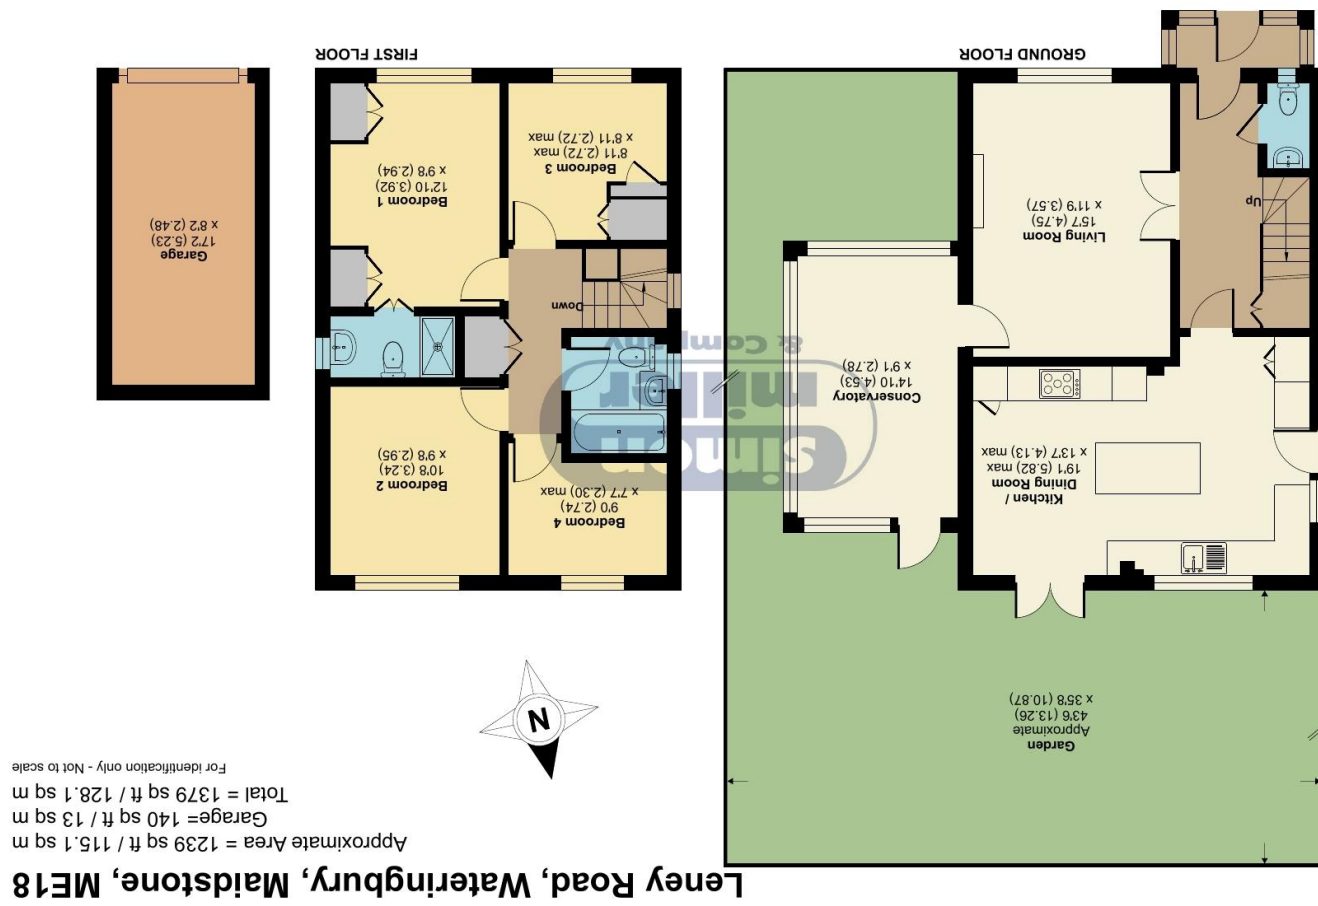 Leney Road, Wateringbury, Maidstone, ME18
Approximate Area = 1239 sq ft / 115.1 sq m
Garage= 140 sq ft / 13 sq m
Total = 1379 sq ft / 128.1 sq m
For identification only - Not to scale
N
Garden
Approximate
43'6 (13.26)
x 35'8 (10.87)
Kitchen /
Dining Room
19'1 (5.82) max
x 13'7 (4.13) max
Conservatory
14'10 (4.53)
x 9'1 (2.78)
Living Room
15'7 (4.75)
x 11'9 (3.57)
Up
GROUND FLOOR
Bedroom 4
9'0 (2.74)
x 7'7 (2.30) max
Bedroom 2
10'8 (3.24)
x 9'8 (2.95)
Down
Bedroom 3
8'11 (2.72) max
x 8'11 (2.72) max
Bedroom 1
12'10 (3.92)
x 9'8 (2.94)
FIRST FLOOR
Garage
17'2 (5.23)
x 8'2 (2.48)
simon
miller
& Company